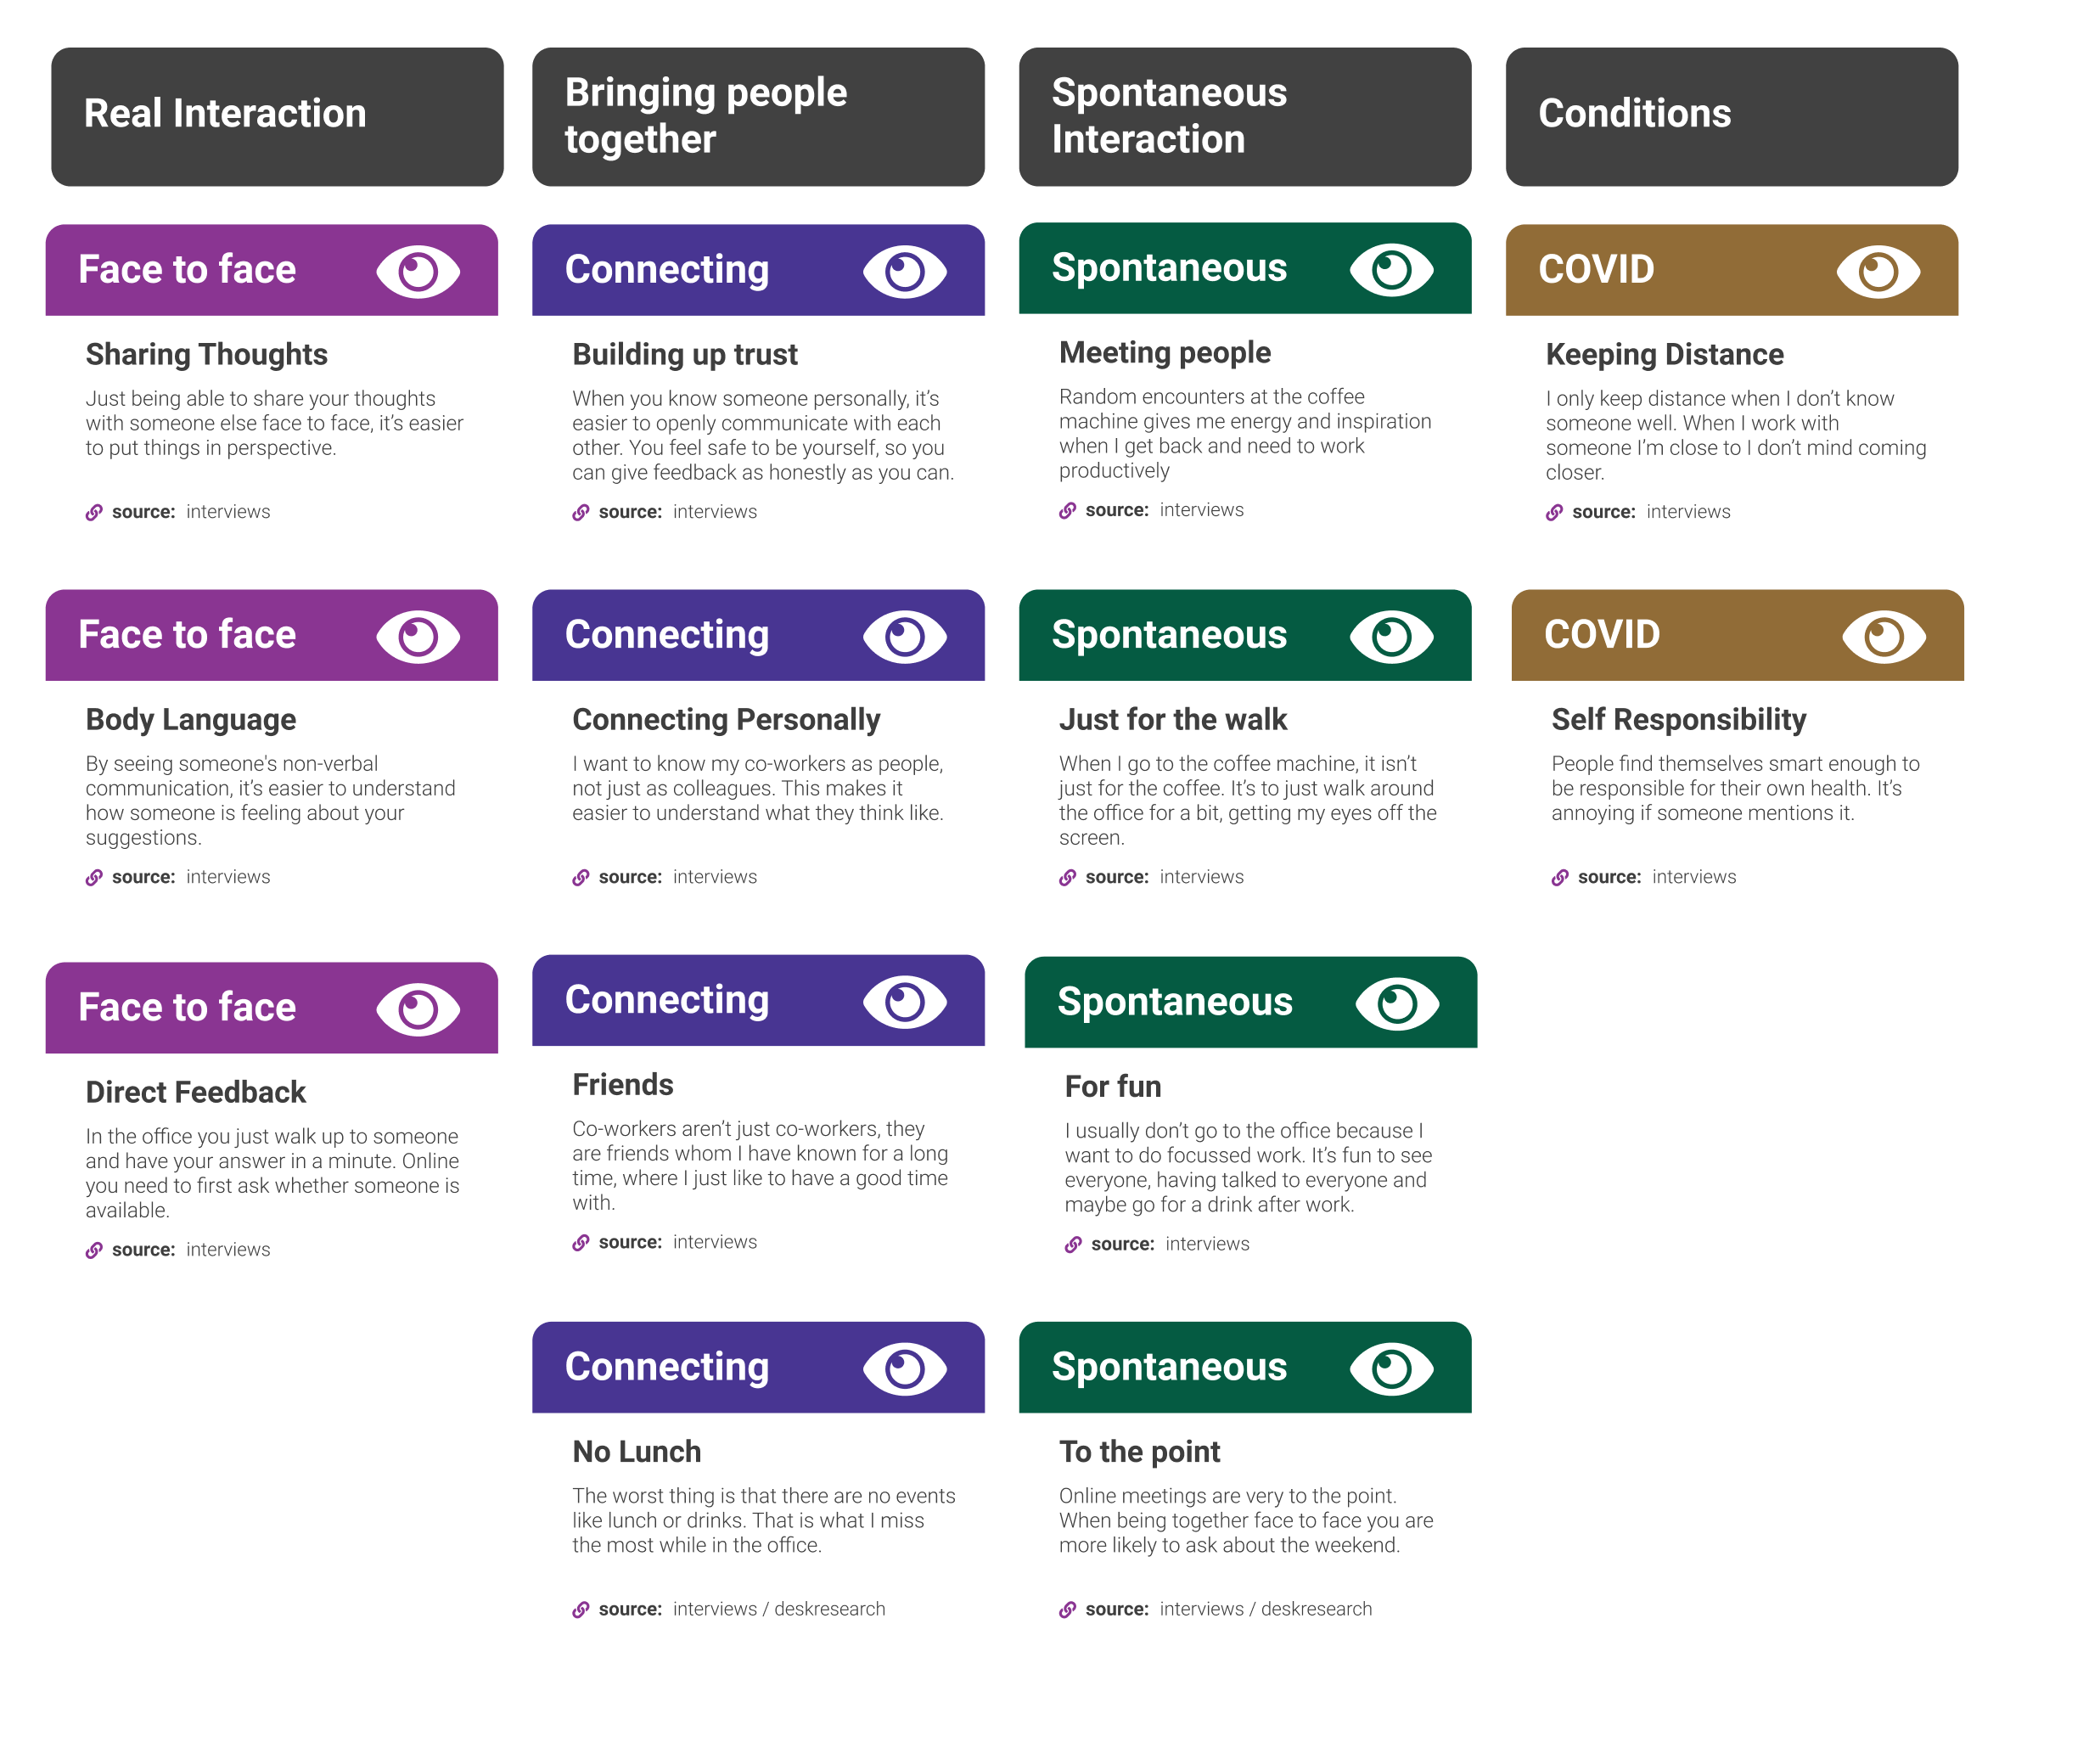 Real Interaction
Bringing people
together
Spontaneous
Interaction
Conditions
Face to face
Sharing Thoughts
Just being able to share your thoughts
with someone else face to face, it’s easier
to put things in perspective.
source: interviews
Connecting
Building up trust
When you know someone personally, it’s
easier to openly communicate with each
other. You feel safe to be yourself, so you
can give feedback as honestly as you can.
source: interviews
Spontaneous
Meeting people
Random encounters at the coffee
machine gives me energy and inspiration
when I get back and need to work
productively
source: interviews
COVID
Keeping Distance
I only keep distance when I don’t know
someone well. When I work with
someone I’m close to I don’t mind coming
closer.
source: interviews
Face to face
Body Language
By seeing someone's non-verbal
communication, it’s easier to understand
how someone is feeling about your
suggestions.
source: interviews
Connecting
Connecting Personally
I want to know my co-workers as people,
not just as colleagues. This makes it
easier to understand what they think like.
source: interviews
Spontaneous
Just for the walk
When I go to the coffee machine, it isn’t
just for the coffee. It’s to just walk around
the office for a bit, getting my eyes off the
screen.
source: interviews
COVID
Self Responsibility
People find themselves smart enough to
be responsible for their own health. It’s
annoying if someone mentions it.
source: interviews
Face to face
Direct Feedback
In the office you just walk up to someone
and have your answer in a minute. Online
you need to first ask whether someone is
available.
source: interviews
Connecting
Friends
Co-workers aren’t just co-workers, they
are friends whom I have known for a long
time, where I just like to have a good time
with.
source: interviews
Spontaneous
For fun
I usually don’t go to the office because I
want to do focussed work. It’s fun to see
everyone, having talked to everyone and
maybe go for a drink after work.
source: interviews
Connecting
No Lunch
The worst thing is that there are no events
like lunch or drinks. That is what I miss
the most while in the office.
source: interviews / deskresearch
Spontaneous
To the point
Online meetings are very to the point.
When being together face to face you are
more likely to ask about the weekend.
source: interviews / deskresearch